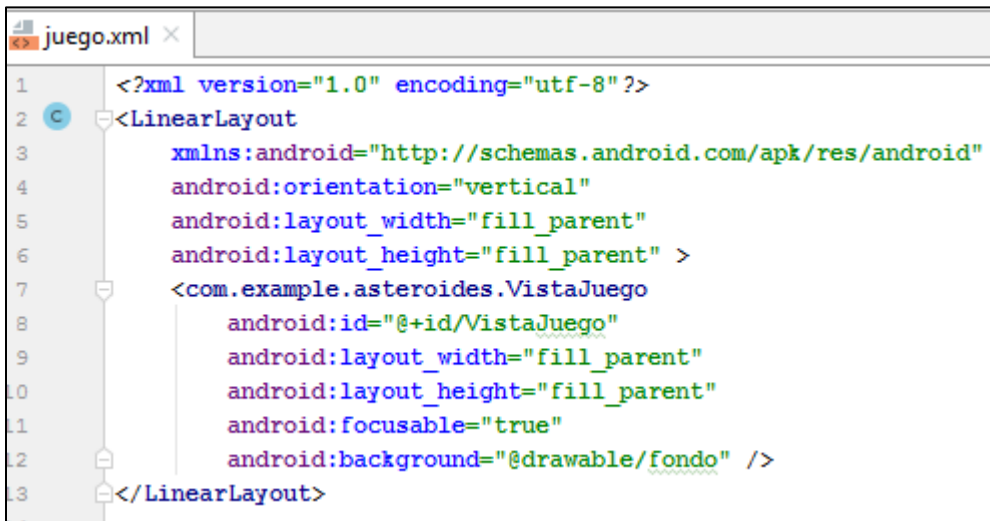 juego.xml
1 <?xml version="1.0" encoding="utf-8"?>
2 C <LinearLayout
3 xmlns:android="http://schemas.android.com/apk/res/android"
4 android:orientation="vertical"
5 android:layout_width="fill_parent"
6 android:layout_height="fill_parent" >
7 <com.example.asteroides.VistaJuego
8 android:id="@+id/VistaJuego"
9 android:layout_width="fill_parent"
10 android:layout_height="fill_parent"
11 android:focusable="true"
12 android:background="@drawable/fondo" />
13 </LinearLayout>